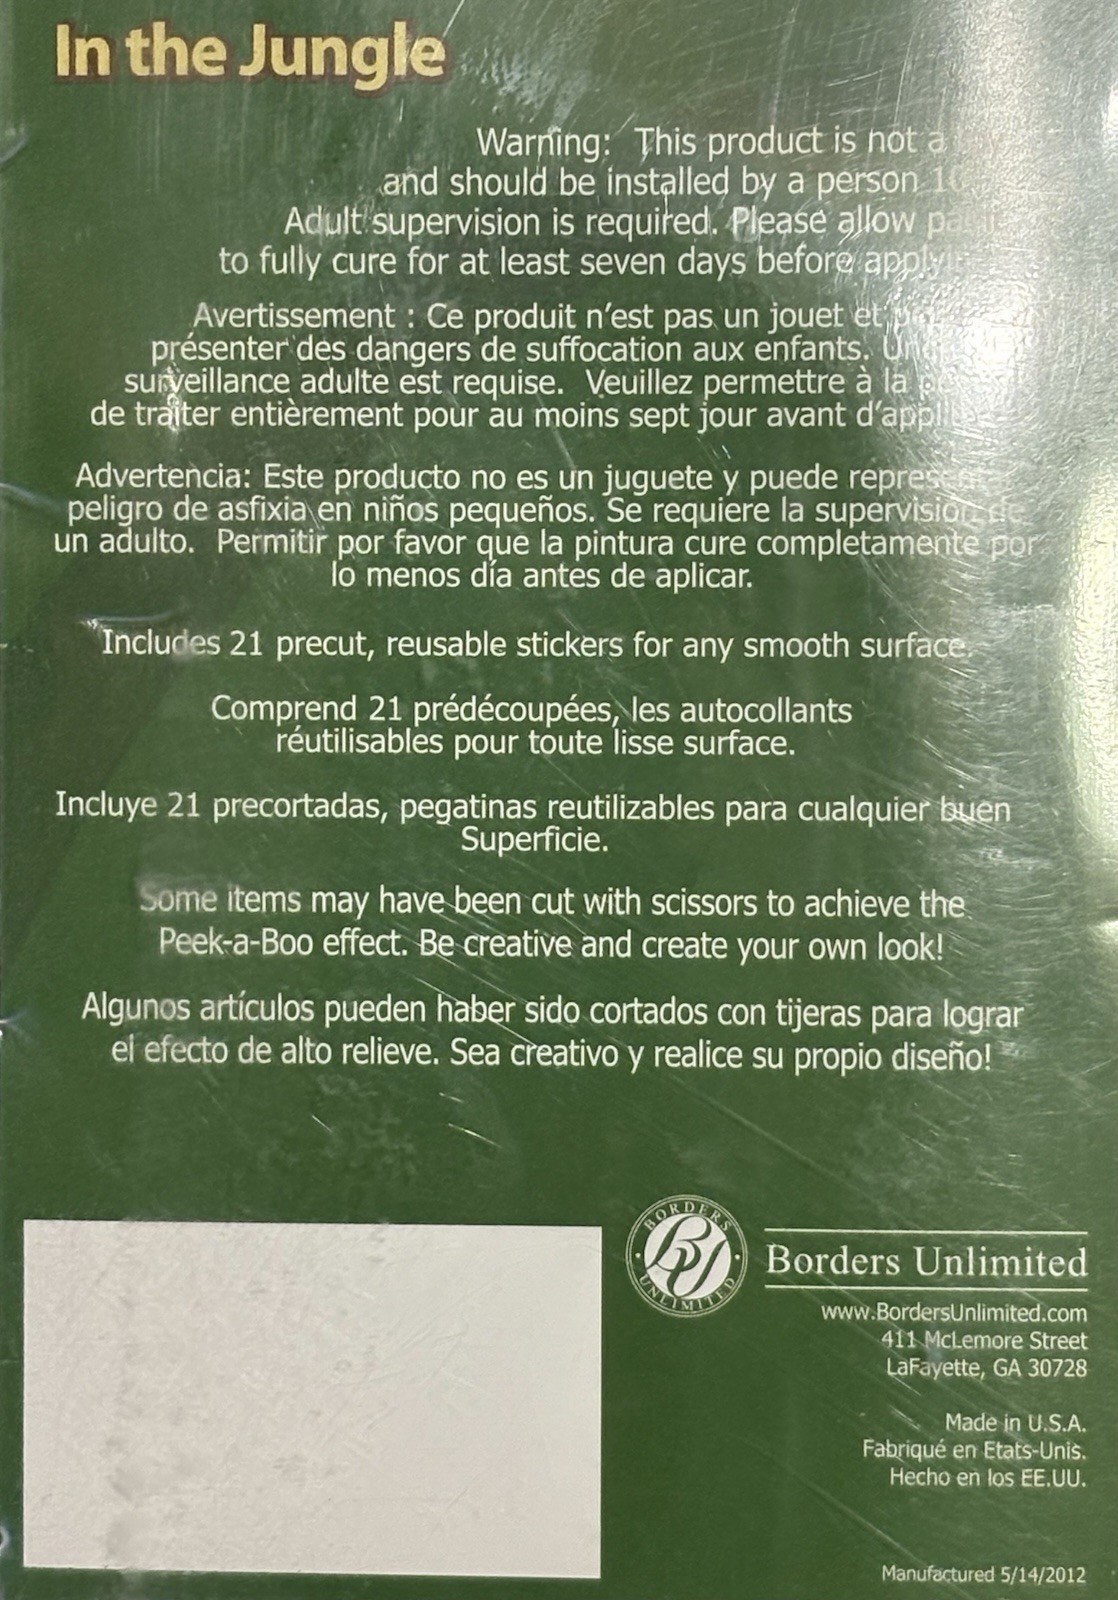 In the Jungle
Warning: This product is not a
and should be installed by a person
Adult supervision is required. Please allow
to fully cure for at least seven days before
Avertissement : Ce produit n'est pas un jouet et
présenter des dangers de suffocation aux enfants.
surveillance adulte est requise. Veuillez permettre à la
de traiter entièrement pour au moins sept jour avant
Advertencia: Este producto no es un juguete y puede
peligro de asfixia en niños pequeños. Se requiere la supervisión de
un adulto. Permitir por favor que la pintura cure completamente por
lo menos día antes de aplicar.
Includes 21 precut, reusable stickers for any smooth surface.
Comprend 21 prédécoupées, les autocollants
réutilisables pour toute lisse surface.
Incluye 21 precortadas, pegatinas reutilizables para cualquier buen
Superficie.
Some items may have been cut with scissors to achieve the
Peek-a-Boo effect. Be creative and create your own look!
Algunos artículos pueden haber sido cortados con tijeras para lograr
el efecto de alto relieve. Sea creativo y realice su propio diseño!
BORDERS
BU
UNLIMITED
Borders Unlimited
www.BordersUnlimited.com
411 McLemore Street
LaFayette, GA 30728
Made in U.S.A.
Fabriqué en Etats-Unis.
Hecho en los EE.UU.
Manufactured 5/14/2012